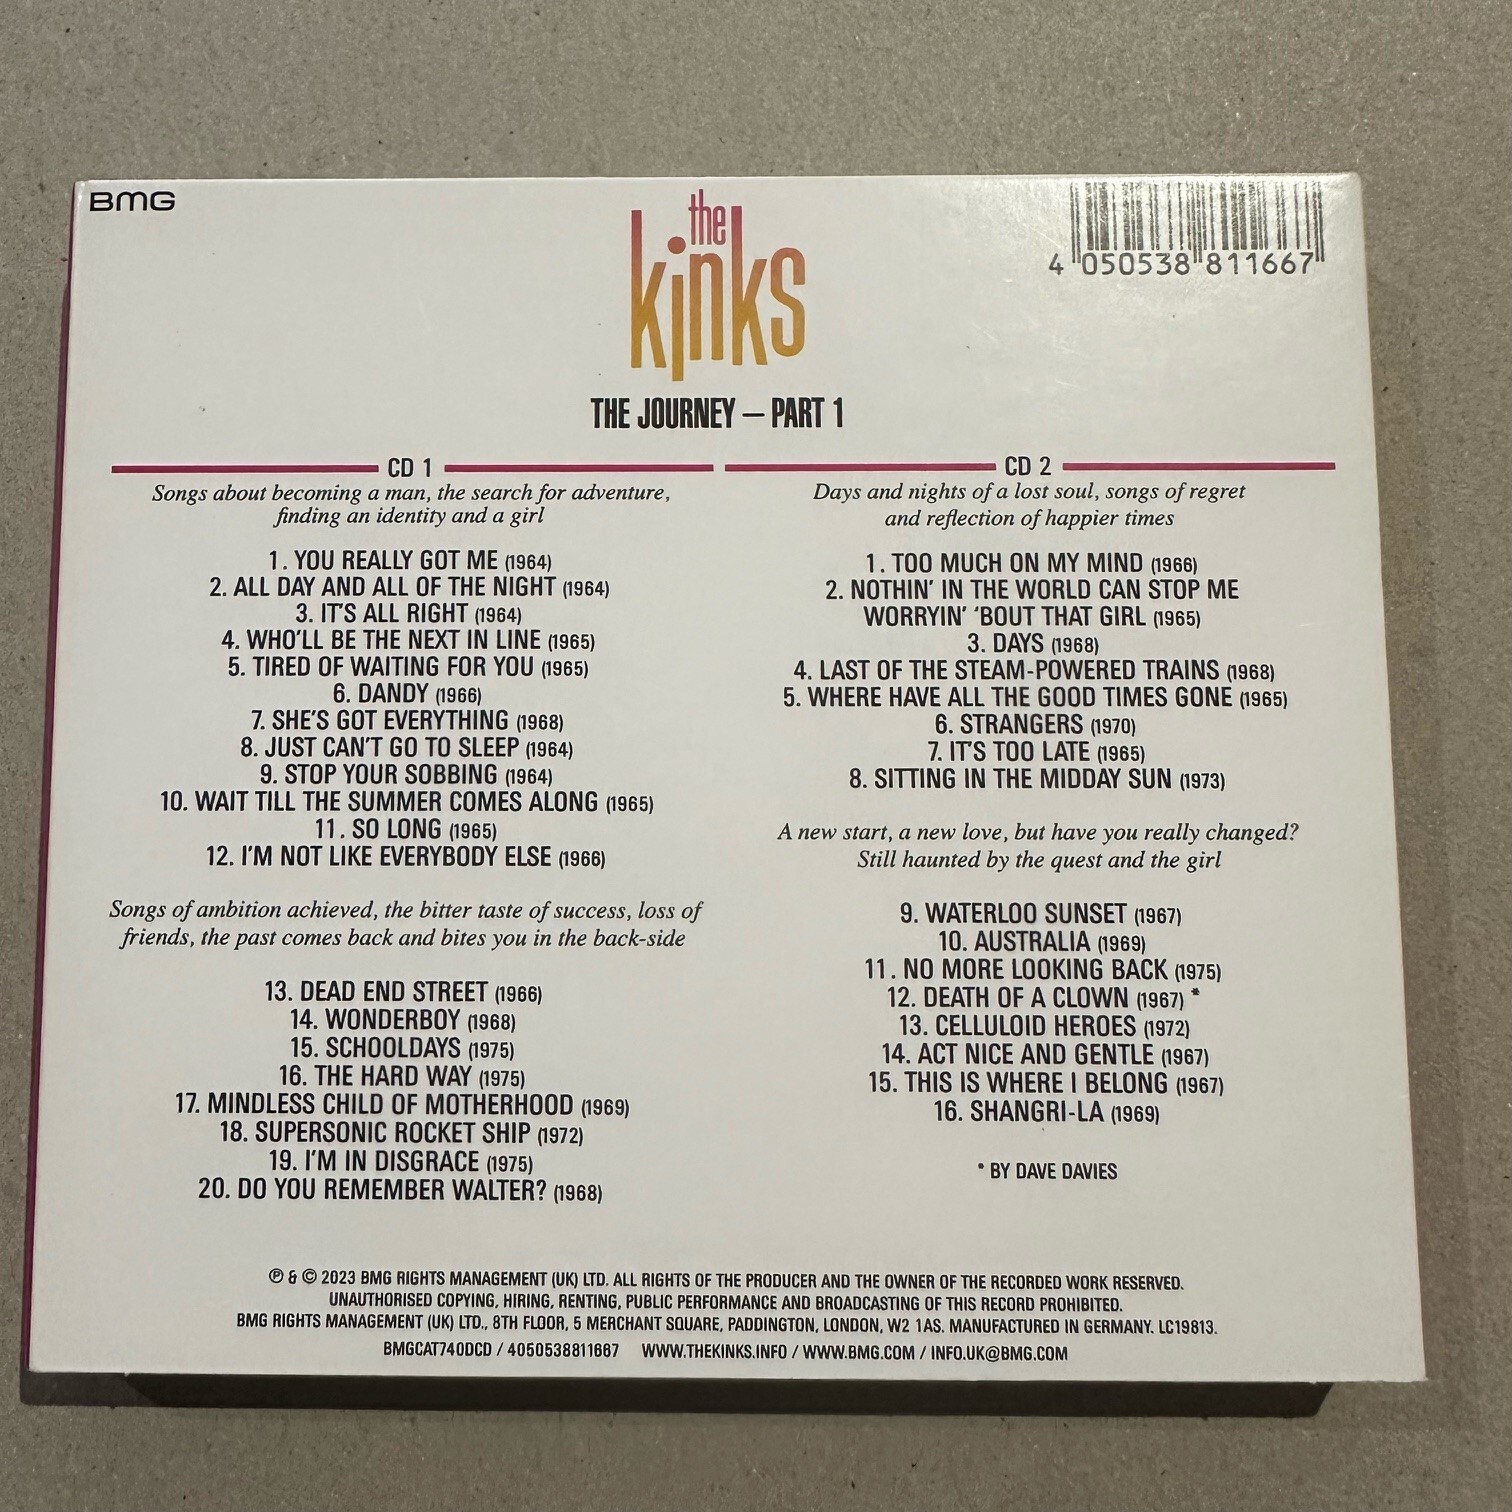 BMG
the
kinks
4 050538 811667
THE JOURNEY – PART 1
CD 1
Songs about becoming a man, the search for adventure,
finding an identity and a girl
1. YOU REALLY GOT ME (1964)
2. ALL DAY AND ALL OF THE NIGHT (1964)
3. IT'S ALL RIGHT (1964)
4. WHO'LL BE THE NEXT IN LINE (1965)
5. TIRED OF WAITING FOR YOU (1965)
6. DANDY (1966)
7. SHE'S GOT EVERYTHING (1968)
8. JUST CAN'T GO TO SLEEP (1964)
9. STOP YOUR SOBBING (1964)
10. WAIT TILL THE SUMMER COMES ALONG (1965)
11. SO LONG (1965)
12. I'M NOT LIKE EVERYBODY ELSE (1966)
Songs of ambition achieved, the bitter taste of success, loss of
friends, the past comes back and bites you in the back-side
13. DEAD END STREET (1966)
14. WONDERBOY (1968)
15. SCHOOLDAYS (1975)
16. THE HARD WAY (1975)
17. MINDLESS CHILD OF MOTHERHOOD (1969)
18. SUPERSONIC ROCKET SHIP (1972)
19. I'M IN DISGRACE (1975)
20. DO YOU REMEMBER WALTER? (1968)
CD 2
Days and nights of a lost soul, songs of regret
and reflection of happier times
1. TOO MUCH ON MY MIND (1966)
2. NOTHIN' IN THE WORLD CAN STOP ME
WORRYIN' 'BOUT THAT GIRL (1965)
3. DAYS (1968)
4. LAST OF THE STEAM-POWERED TRAINS (1968)
5. WHERE HAVE ALL THE GOOD TIMES GONE (1965)
6. STRANGERS (1970)
7. IT'S TOO LATE (1965)
8. SITTING IN THE MIDDAY SUN (1973)
A new start, a new love, but have you really changed?
Still haunted by the quest and the girl
9. WATERLOO SUNSET (1967)
10. AUSTRALIA (1969)
11. NO MORE LOOKING BACK (1975)
12. DEATH OF A CLOWN (1967) *
13. CELLULOID HEROES (1972)
14. ACT NICE AND GENTLE (1967)
15. THIS IS WHERE I BELONG (1967)
16. SHANGRI-LA (1969)
* BY DAVE DAVIES
℗ & © 2023 BMG RIGHTS MANAGEMENT (UK) LTD. ALL RIGHTS OF THE PRODUCER AND THE OWNER OF THE RECORDED WORK RESERVED.
UNAUTHORISED COPYING, HIRING, RENTING, PUBLIC PERFORMANCE AND BROADCASTING OF THIS RECORD PROHIBITED.
BMG RIGHTS MANAGEMENT (UK) LTD., 8TH FLOOR, 5 MERCHANT SQUARE, PADDINGTON, LONDON, W2 1AS. MANUFACTURED IN GERMANY. LC19813.
BMGCAT740DCD / 4050538811667 WWW.THEKINKS.INFO / WWW.BMG.COM / INFO.UK@BMG.COM